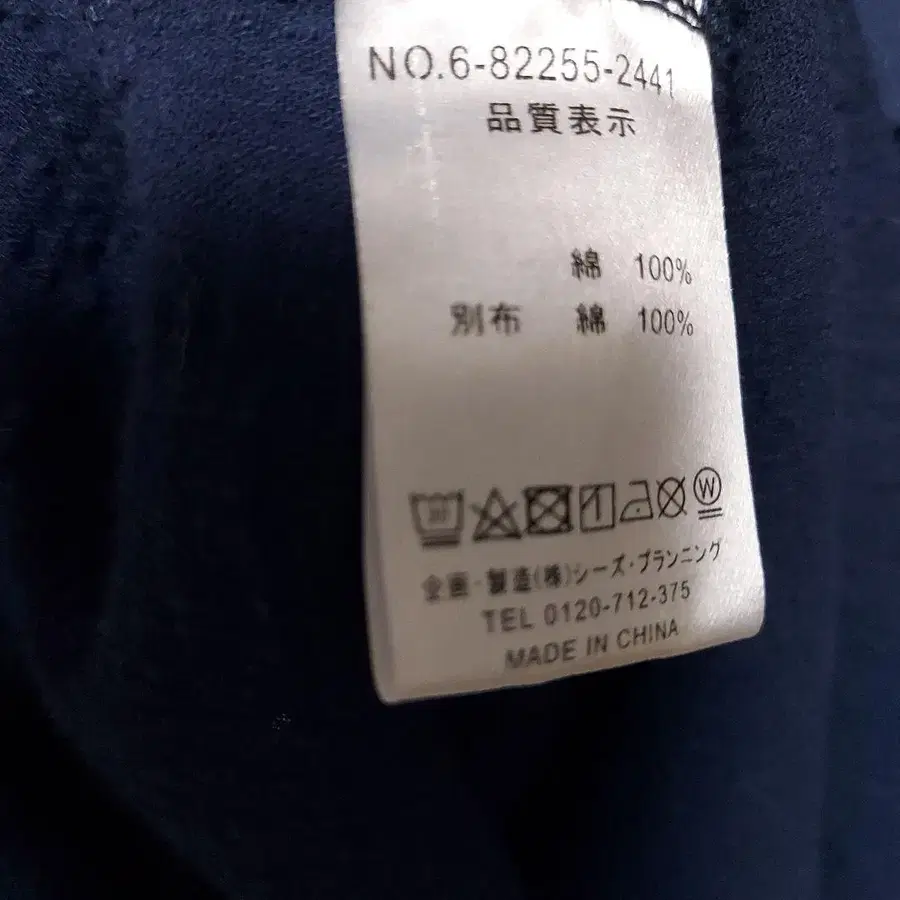 NO.6-82255-2441
品質表示
綿 100%
別布 綿 100%
W
企画・製造(株)シーズ・プランニング
TEL 0120-712-375
MADE IN CHINA